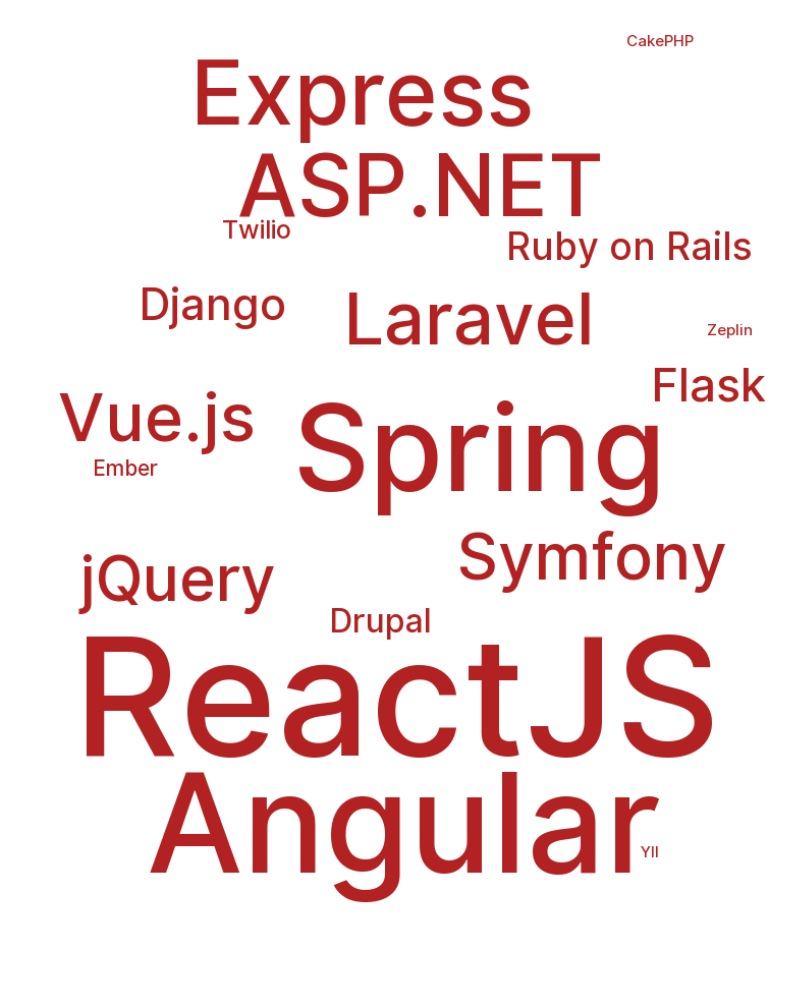 CakePHP
Express
ASP.NET
Twilio
Ruby on Rails
Django
Laravel
Zeplin
Flask
Vue.js
Spring
Ember
Symfony
jQuery
Drupal
ReactJS
Angular
YII